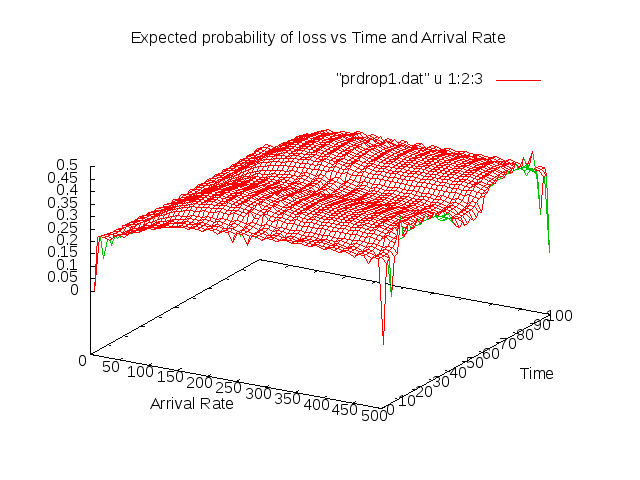 Expected probability of loss vs Time and Arrival Rate
"prdrop1.dat" u 1:2:3
0.5
0.45
0.4
0.35
0.3
0.25
0.2
0.15
0.1
0.05
0
0 50 100 150 200 250 300 350 400 450 500
Arrival Rate
0 10 20 30 40 50 60 70 80 90 100
Time